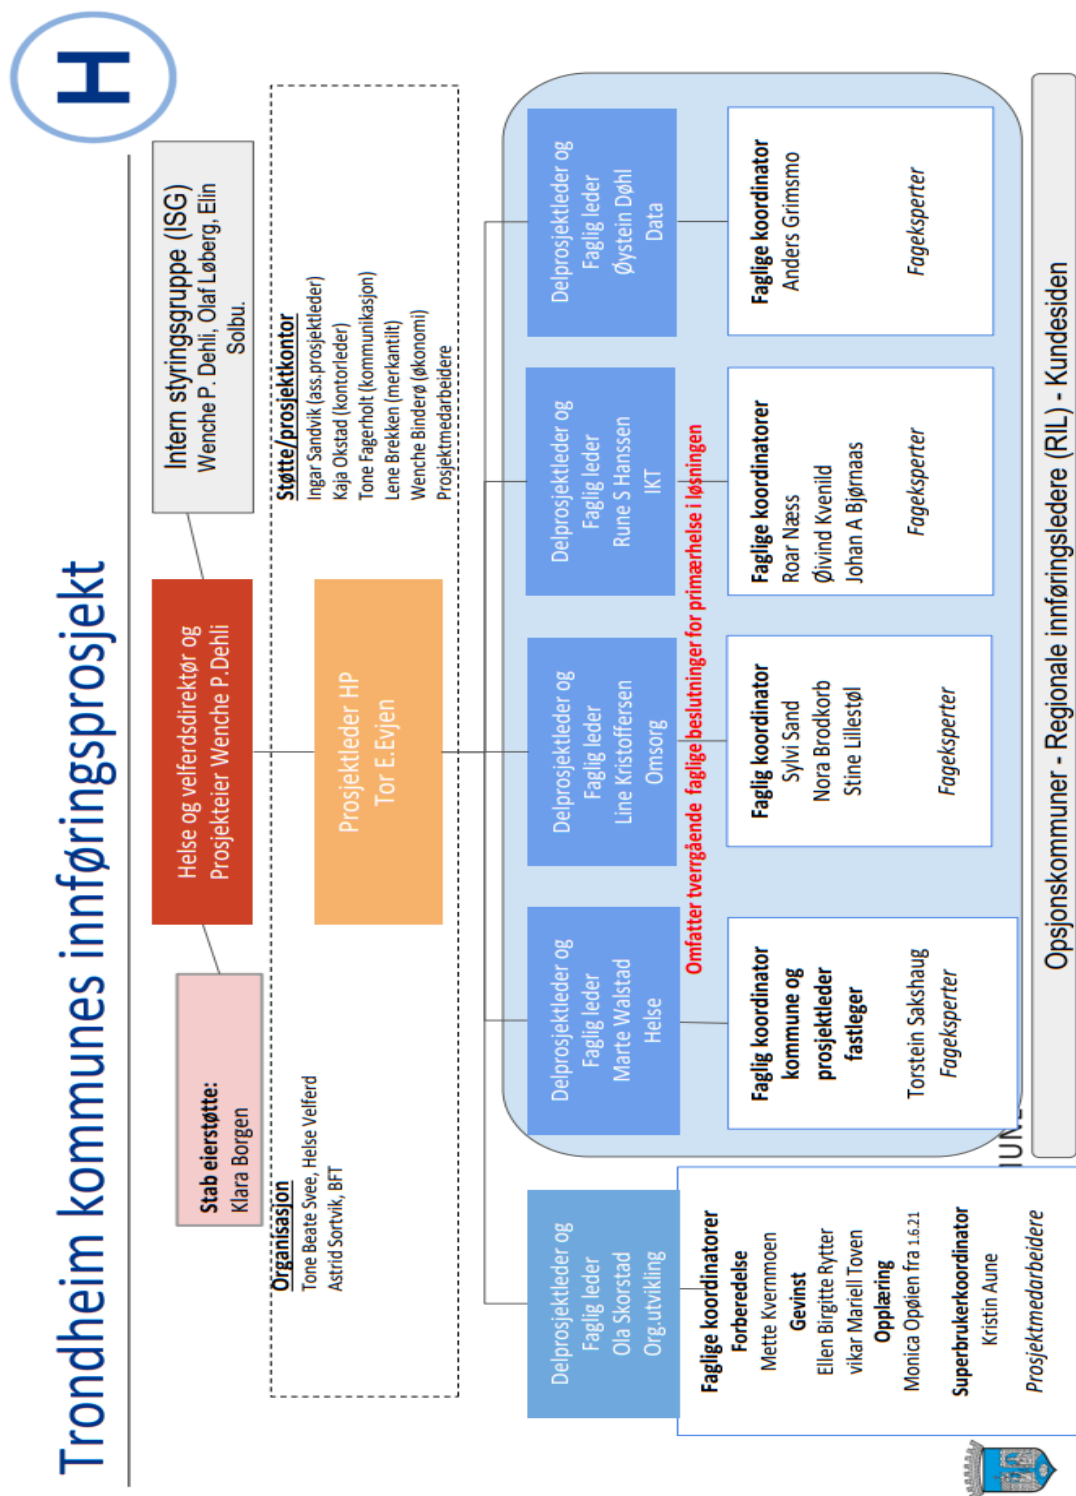 Trondheim kommunes innføringsprosjekt
H
Stab eierstøtte:
Klara Borgen
Helse og velferdsdirektør og
Prosjekteier Wenche P.Dehli
Intern styringsgruppe (ISG)
Wenche P. Dehli, Olaf Løberg, Elin
Solbu.
Organisasjon
Tone Beate Svee, Helse Velferd
Astrid Sortvik, BFT
Prosjektleder HP
Tor E.Evjen
Støtte/prosjektkontor
Ingar Sandvik (ass.prosjektleder)
Kaja Okstad (kontorleder)
Tone Fagerholt (kommunikasjon)
Lene Brekken (merkantilt)
Wenche Binderø (økonomi)
Prosjektmedarbeidere
Delprosjektleder og
Faglig leder
Ola Skorstad
Org.utvikling
Delprosjektleder og
Faglig leder
Marte Walstad
Helse
Delprosjektleder og
Faglig leder
Line Kristoffersen
Omsorg
Delprosjektleder og
Faglig leder
Rune S Hanssen
IKT
Delprosjektleder og
Faglig leder
Øystein Døhl
Data
Omfatter tverrgående faglige beslutninger for primærhelse i løsningen
Faglige koordinatorer
Forberedelse
Mette Kvernmoen
Gevinst
Ellen Birgitte Rytter
vikar Mariell Toven
Opplæring
Monica Opøien fra 1.6.21
Superbrukerkoordinator
Kristin Aune
Prosjektmedarbeidere
Faglig koordinator
kommune og
prosjektleder
fastleger
Torstein Sakshaug
Fageksperter
Faglig koordinator
Sylvi Sand
Nora Brodkorb
Stine Lillestøl
Fageksperter
Faglige koordinatorer
Roar Næss
Øivind Kvenild
Johan A Bjørnaas
Fageksperter
Faglige koordinator
Anders Grimsmo
Fageksperter
Opsjonskommuner - Regionale innføringsledere (RIL) - Kundesiden